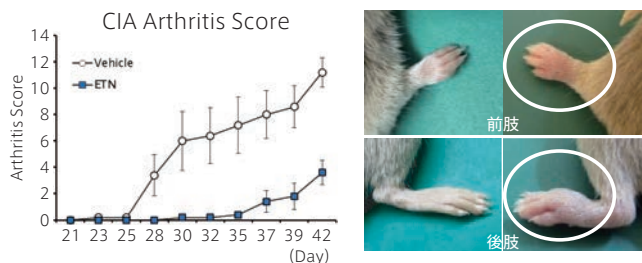 CIA Arthritis Score
Arthritis Score
14
12
10
8
6
4
2
0
Vehicle
ETN
21 23 25 28 30 32 35 37 39 42
(Day)
前肢
後肢